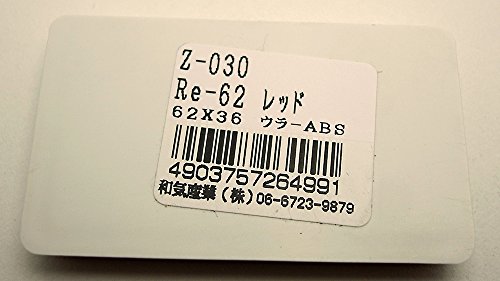 Z-030
Re-62 レッド
62X36 ウラーABS
4903757264991
和気産業(株)06-6723-9879